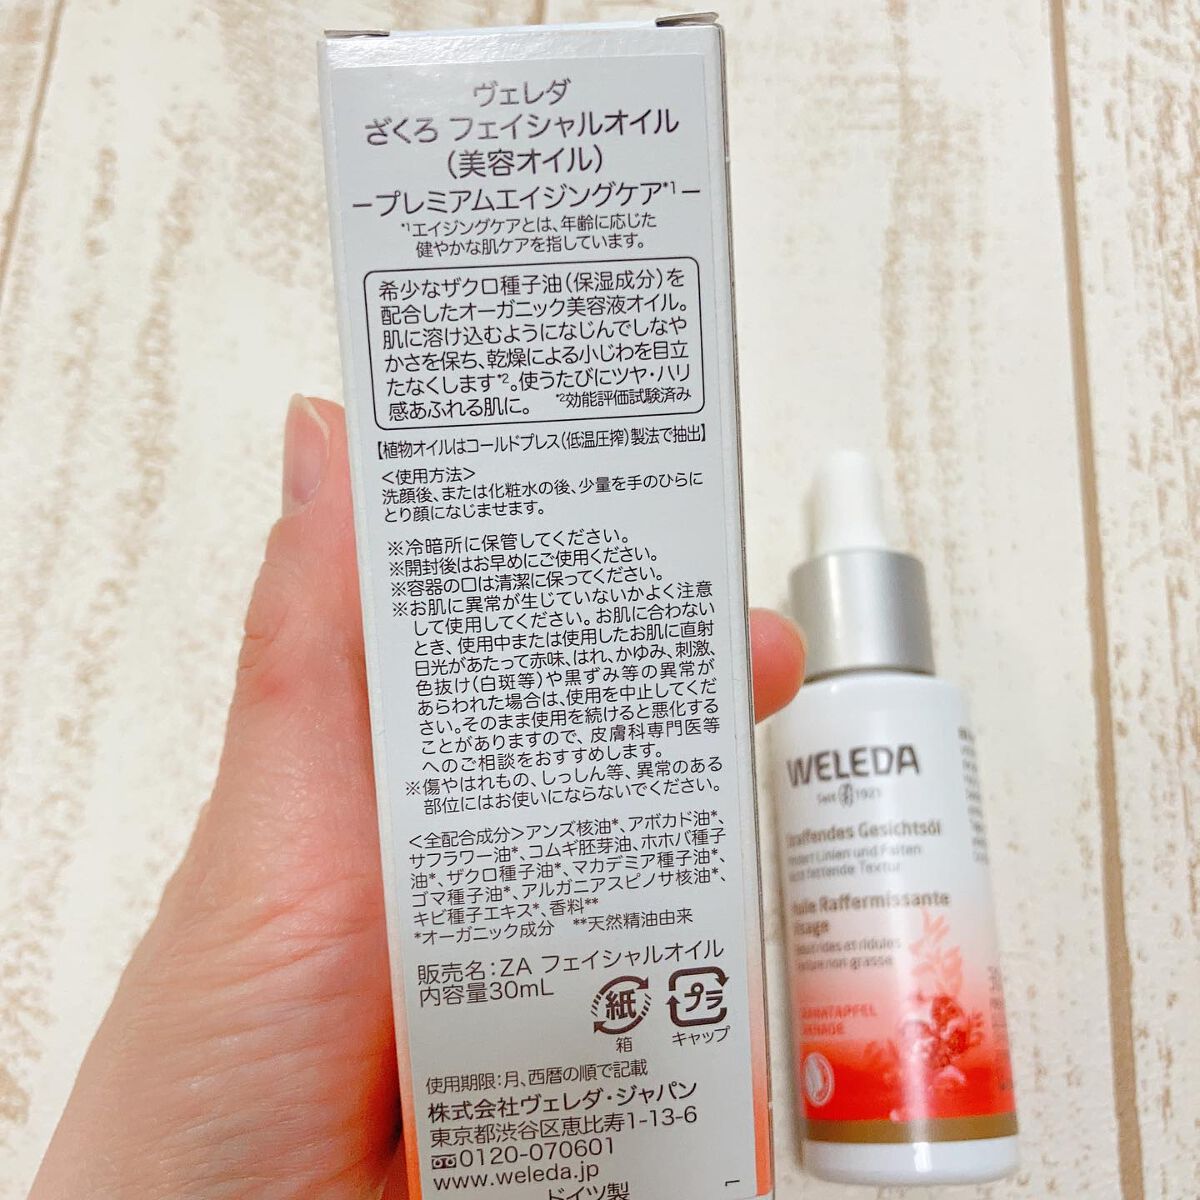 ヴェレダ
ざくろ フェイシャルオイル
(美容オイル)
–プレミアムエイジングケア*1–
*1エイジングケアとは、年齢に応じた
健やかな肌ケアを指しています。
希少なザクロ種子油(保湿成分)を
配合したオーガニック美容液オイル。
肌に溶け込むようになじんでしなや
かさを保ち、乾燥による小じわを目立
たなくします*2。使うたびにツヤ・ハリ
感あふれる肌に。 *2効能評価試験済み
【植物オイルはコールドプレス(低温圧搾)製法で抽出】
<使用方法>
洗顔後、または化粧水の後、少量を手のひらに
とり顔になじませます。
※冷暗所に保管してください。
※開封後はお早めにご使用ください。
※容器の口は清潔に保ってください。
※お肌に異常が生じていないかよく注意
して使用してください。お肌に合わない
とき、使用中または使用したお肌に直射
日光があたって赤味、はれ、かゆみ、刺激、
色抜け(白斑等)や黒ずみ等の異常が
あらわれた場合は、使用を中止してくだ
さい。そのまま使用を続けると悪化する
ことがありますので、皮膚科専門医等
へのご相談をおすすめします。
※傷やはれもの、しっしん等、異常のある
部位にはお使いにならないでください。
<全配合成分>アンズ核油*、アボカド油*、
サフラワー油*、コムギ胚芽油、ホホバ種子
油*、ザクロ種子油*、マカデミア種子油*、
ゴマ種子油*、アルガニアスピノサ核油*、
キビ種子エキス*、香料**
*オーガニック成分 **天然精油由来
販売名:ZA フェイシャルオイル
内容量30mL
紙
箱
プラ
キャップ
使用期限:月、西暦の順で記載
株式会社ヴェレダ・ジャパン
東京都渋谷区恵比寿1-13-6
0120-070601
www.weleda.jp
ドイツ製
WELEDA
Seit 1921
Straffendes Gesichtsöl
Linien und Falten
fettende Textur
Huile Raffermissante
Visage
rides et ridules
Texture non grasse
GRANATAPFEL
GRENADE